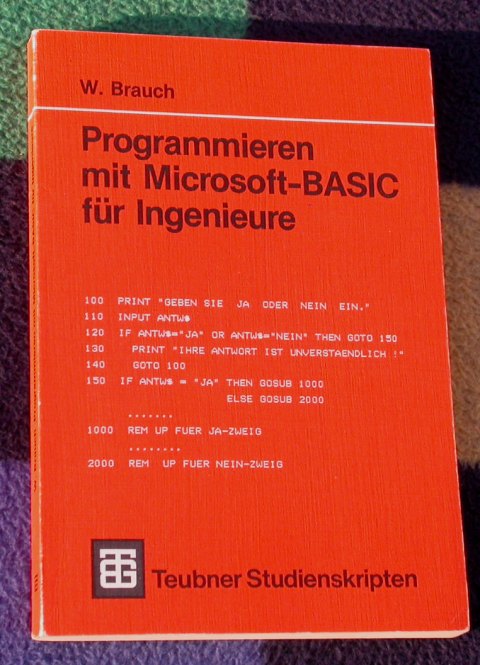 W. Brauch
Programmieren
mit Microsoft-BASIC
für Ingenieure
100 PRINT "GEBEN SIE JA ODER NEIN EIN."
110 INPUT ANTW$
120 IF ANTW$="JA" OR ANTW$="NEIN" THEN GOTO 150
130 PRINT "IHRE ANTWORT IST UNVERSTAENDLICH !"
140 GOTO 100
150 IF ANTW$ = "JA" THEN GOSUB 1000
ELSE GOSUB 2000
.......
1000 REM UP FUER JA-ZWEIG
........
2000 REM UP FUER NEIN-ZWEIG
Teubner Studienskripten